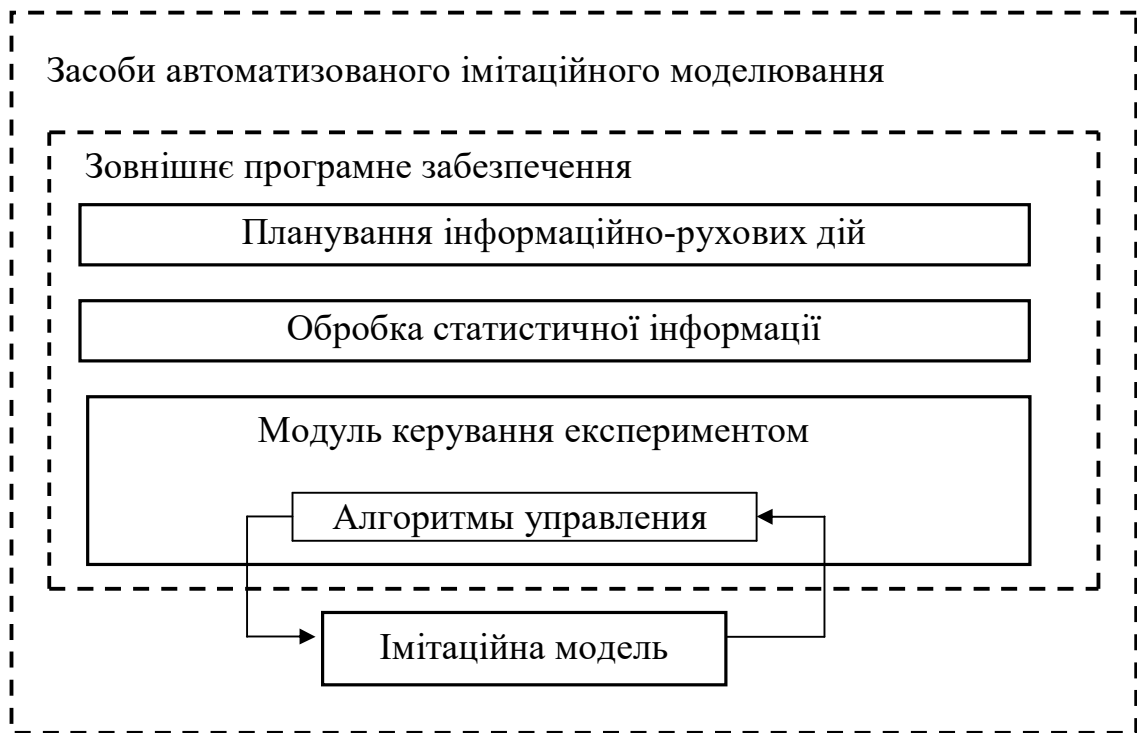 Засоби автоматизованого імітаційного моделювання
Зовнішнє програмне забезпечення
Планування інформаційно-рухових дій
Обробка статистичної інформації
Модуль керування експериментом
Алгоритмы управления
Імітаційна модель